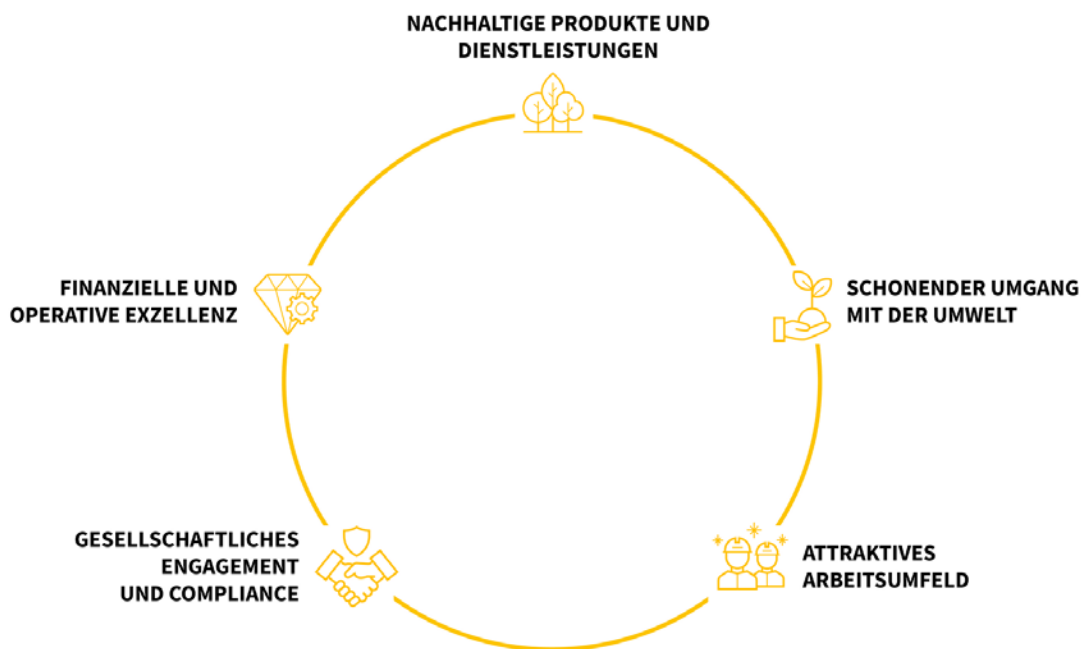 NACHHALTIGE PRODUKTE UND
DIENSTLEISTUNGEN
FINANZIELLE UND
OPERATIVE EXZELLENZ
SCHONENDER UMGANG
MIT DER UMWELT
GESELLSCHAFTLICHES
ENGAGEMENT
UND COMPLIANCE
ATTRAKTIVES
ARBEITSUMFELD